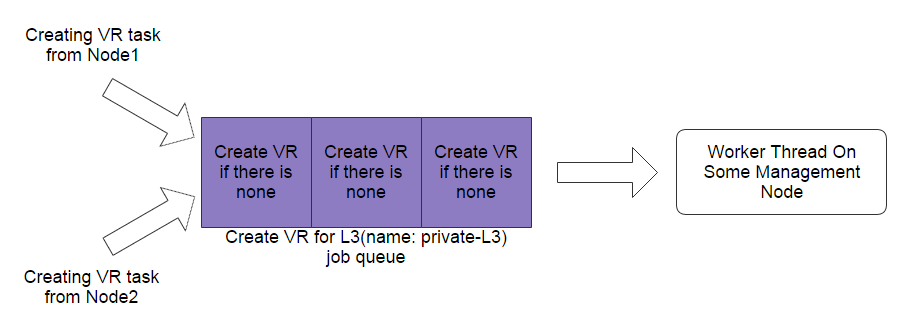 Creating VR task
from Node1
Create VR
if there is
none
Create VR
if there is
none
Create VR
if there is
none
Worker Thread On
Some Management
Node
Create VR for L3(name: private-L3)
job queue
Creating VR task
from Node2